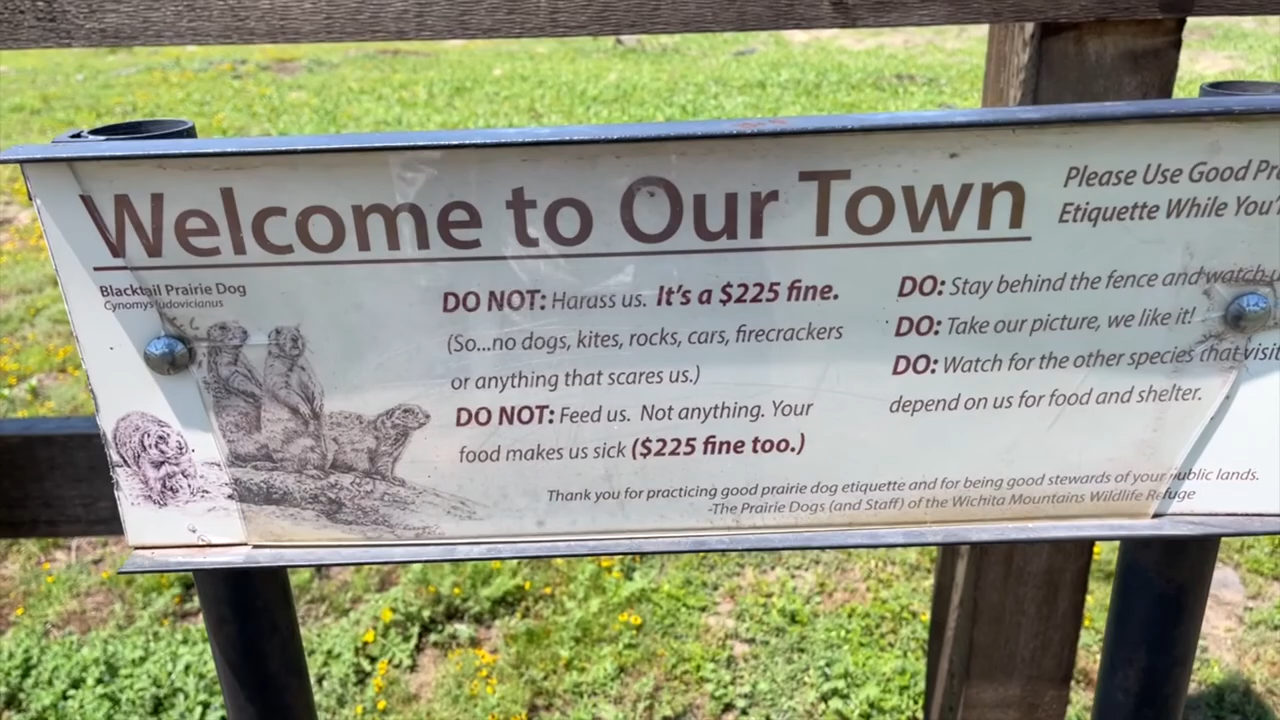 Welcome to Our Town
Please Use Good
Etiquette While
Blacktail Prairie Dog
Cynomys ludovicianus
DO NOT: Harass us. It's a $225 fine.
(So...no dogs, kites, rocks, cars, firecrackers
or anything that scares us.)
DO NOT: Feed us. Not anything. Your
food makes us sick ($225 fine too.)
DO: Stay behind the fence and watch
DO: Take our picture, we like it!
DO: Watch for the other species that visit
depend on us for food and shelter.
Thank you for practicing good prairie dog etiquette and for being good stewards of your public lands.
-The Prairie Dogs (and Staff) of the Wichita Mountains Wildlife Refuge